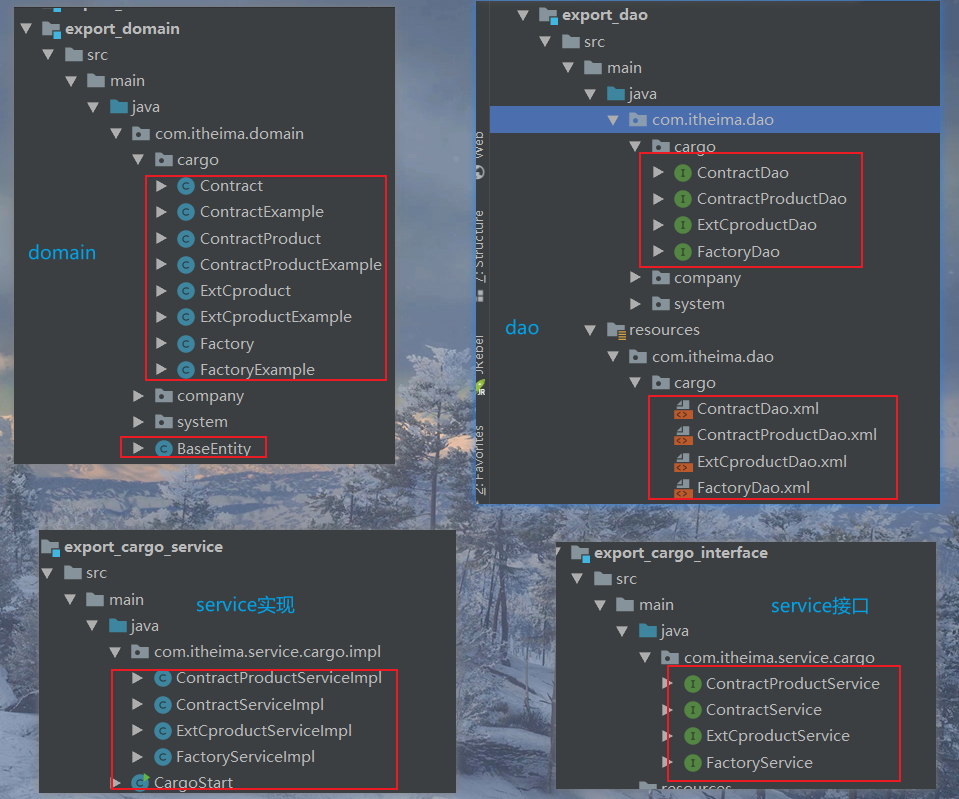 export_domain
src
main
java
com.itheima.domain
cargo
Contract
ContractExample
ContractProduct
ContractProductExample
ExtCproduct
ExtCproductExample
Factory
FactoryExample
company
system
BaseEntity
domain
export_dao
src
main
java
com.itheima.dao
cargo
ContractDao
ContractProductDao
ExtCproductDao
FactoryDao
company
system
resources
com.itheima.dao
cargo
ContractDao.xml
ContractProductDao.xml
ExtCproductDao.xml
FactoryDao.xml
dao
Web
Z: Structure
JRebel
2: Favorites
export_cargo_service
src
main
java
com.itheima.service.cargo.impl
ContractProductServiceImpl
ContractServiceImpl
ExtCproductServiceImpl
FactoryServiceImpl
CargoStart
service实现
export_cargo_interface
src
main
java
com.itheima.service.cargo
ContractProductService
ContractService
ExtCproductService
FactoryService
resources
service接口